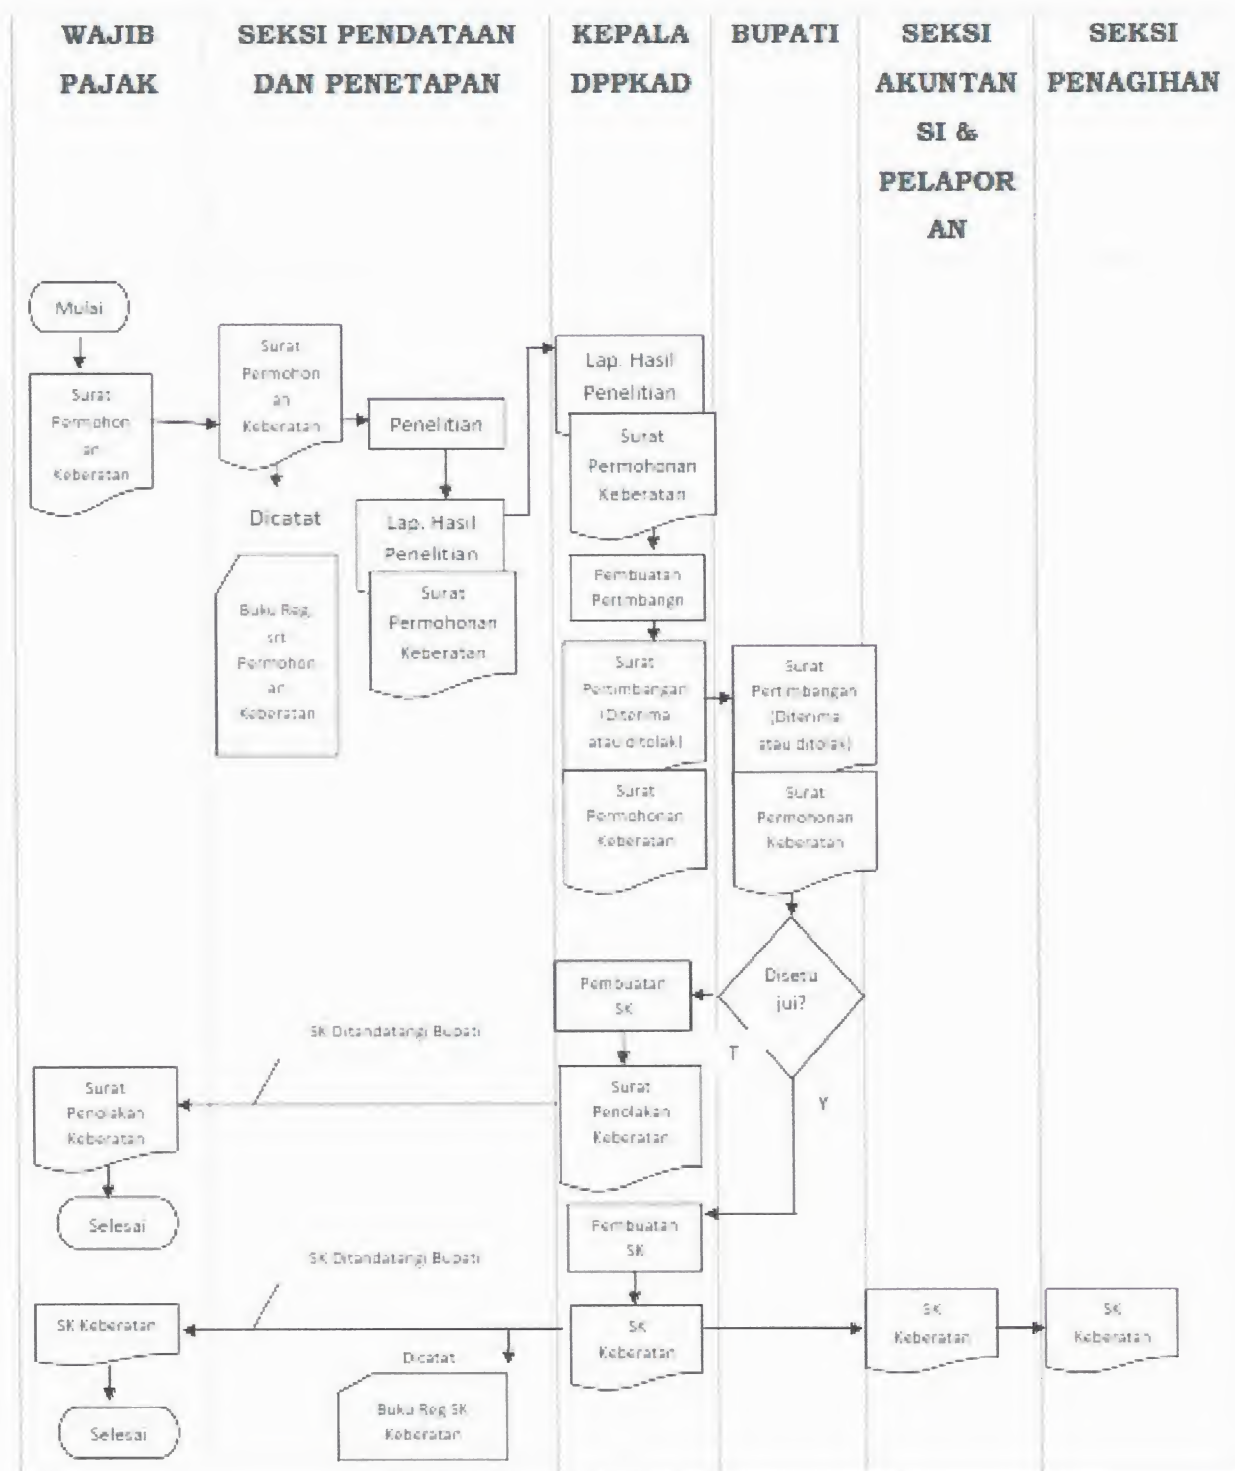 WAJIB
PAJAK
SEKSI PENDATAAN
DAN PENETAPAN
KEPALA
DPPKAD
BUPATI
SEKSI
AKUNTAN
SI &
PELAPOR
AN
SEKSI
PENAGIHAN
Mulai
Surat
Permohon
an
Keberatan
Surat
Permohon
an
Keberatan
Dicatat
Buku Reg.
srt
Permohon
an
Keberatan
Penelitian
Lap. Hasil
Penelitian
Surat
Permohonan
Keberatan
Lap. Hasil
Penelitian
Surat
Permohonan
Keberatan
Pembuatan
Pertimbangn
Surat
Pertimbangan
(Diterima
atau ditolak)
Surat
Permohonan
Keberatan
Surat
Pertimbangan
(Diterima
atau ditolak)
Surat
Permohonan
Keberatan
Disetu
jui?
T
Y
Pembuatan
SK
SK Ditandatangi Bupati
Surat
Penolakan
Keberatan
Surat
Penolakan
Keberatan
Selesai
Pembuatan
SK
SK Ditandatangi Bupati
SK Keberatan
SK
Keberatan
SK
Keberatan
SK
Keberatan
Dicatat
Buku Reg SK
Keberatan
Selesai